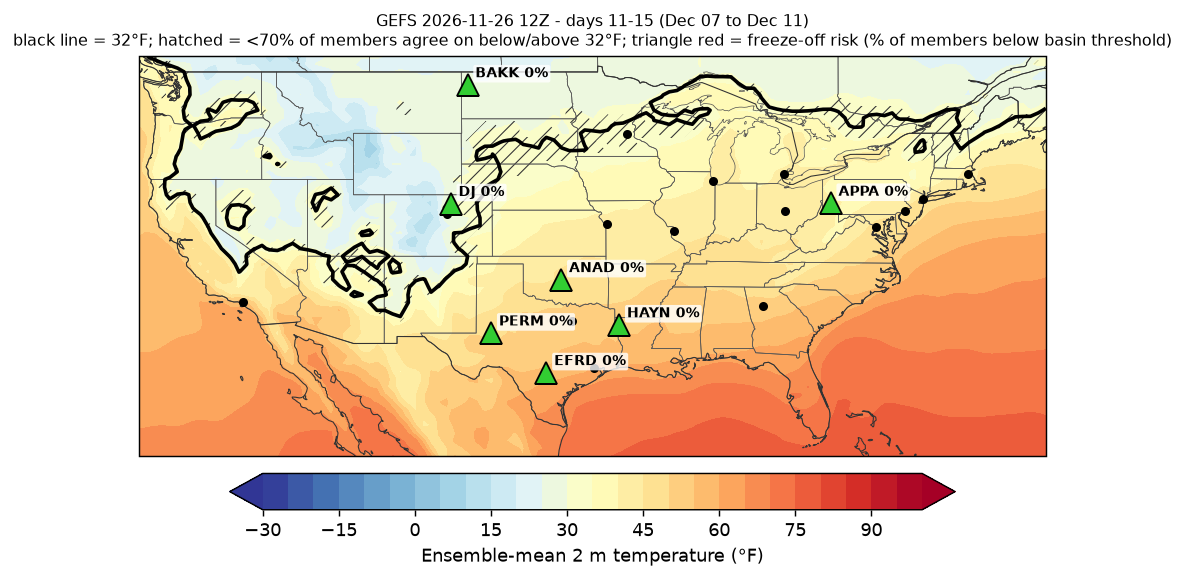 GEFS 2026-11-26 12Z - days 11-15 (Dec 07 to Dec 11)
black line = 32°F; hatched = <70% of members agree on below/above 32°F; triangle red = freeze-off risk (% of members below basin threshold)
BAKK 0%
DJ 0%
APPA 0%
ANAD 0%
HAYN 0%
PERM 0%
EFRD 0%
−30 −15 0 15 30 45 60 75 90
Ensemble-mean 2 m temperature (°F)